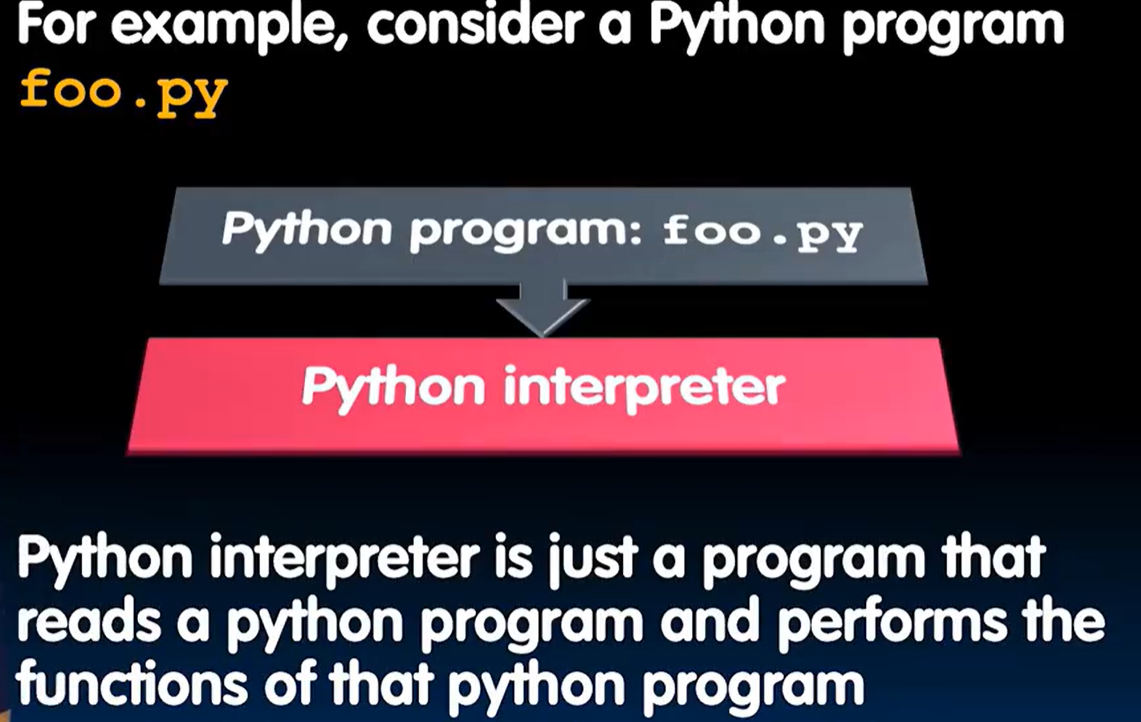 For example, consider a Python program
foo.py
Python program: foo.py
Python interpreter
Python interpreter is just a program that
reads a python program and performs the
functions of that python program